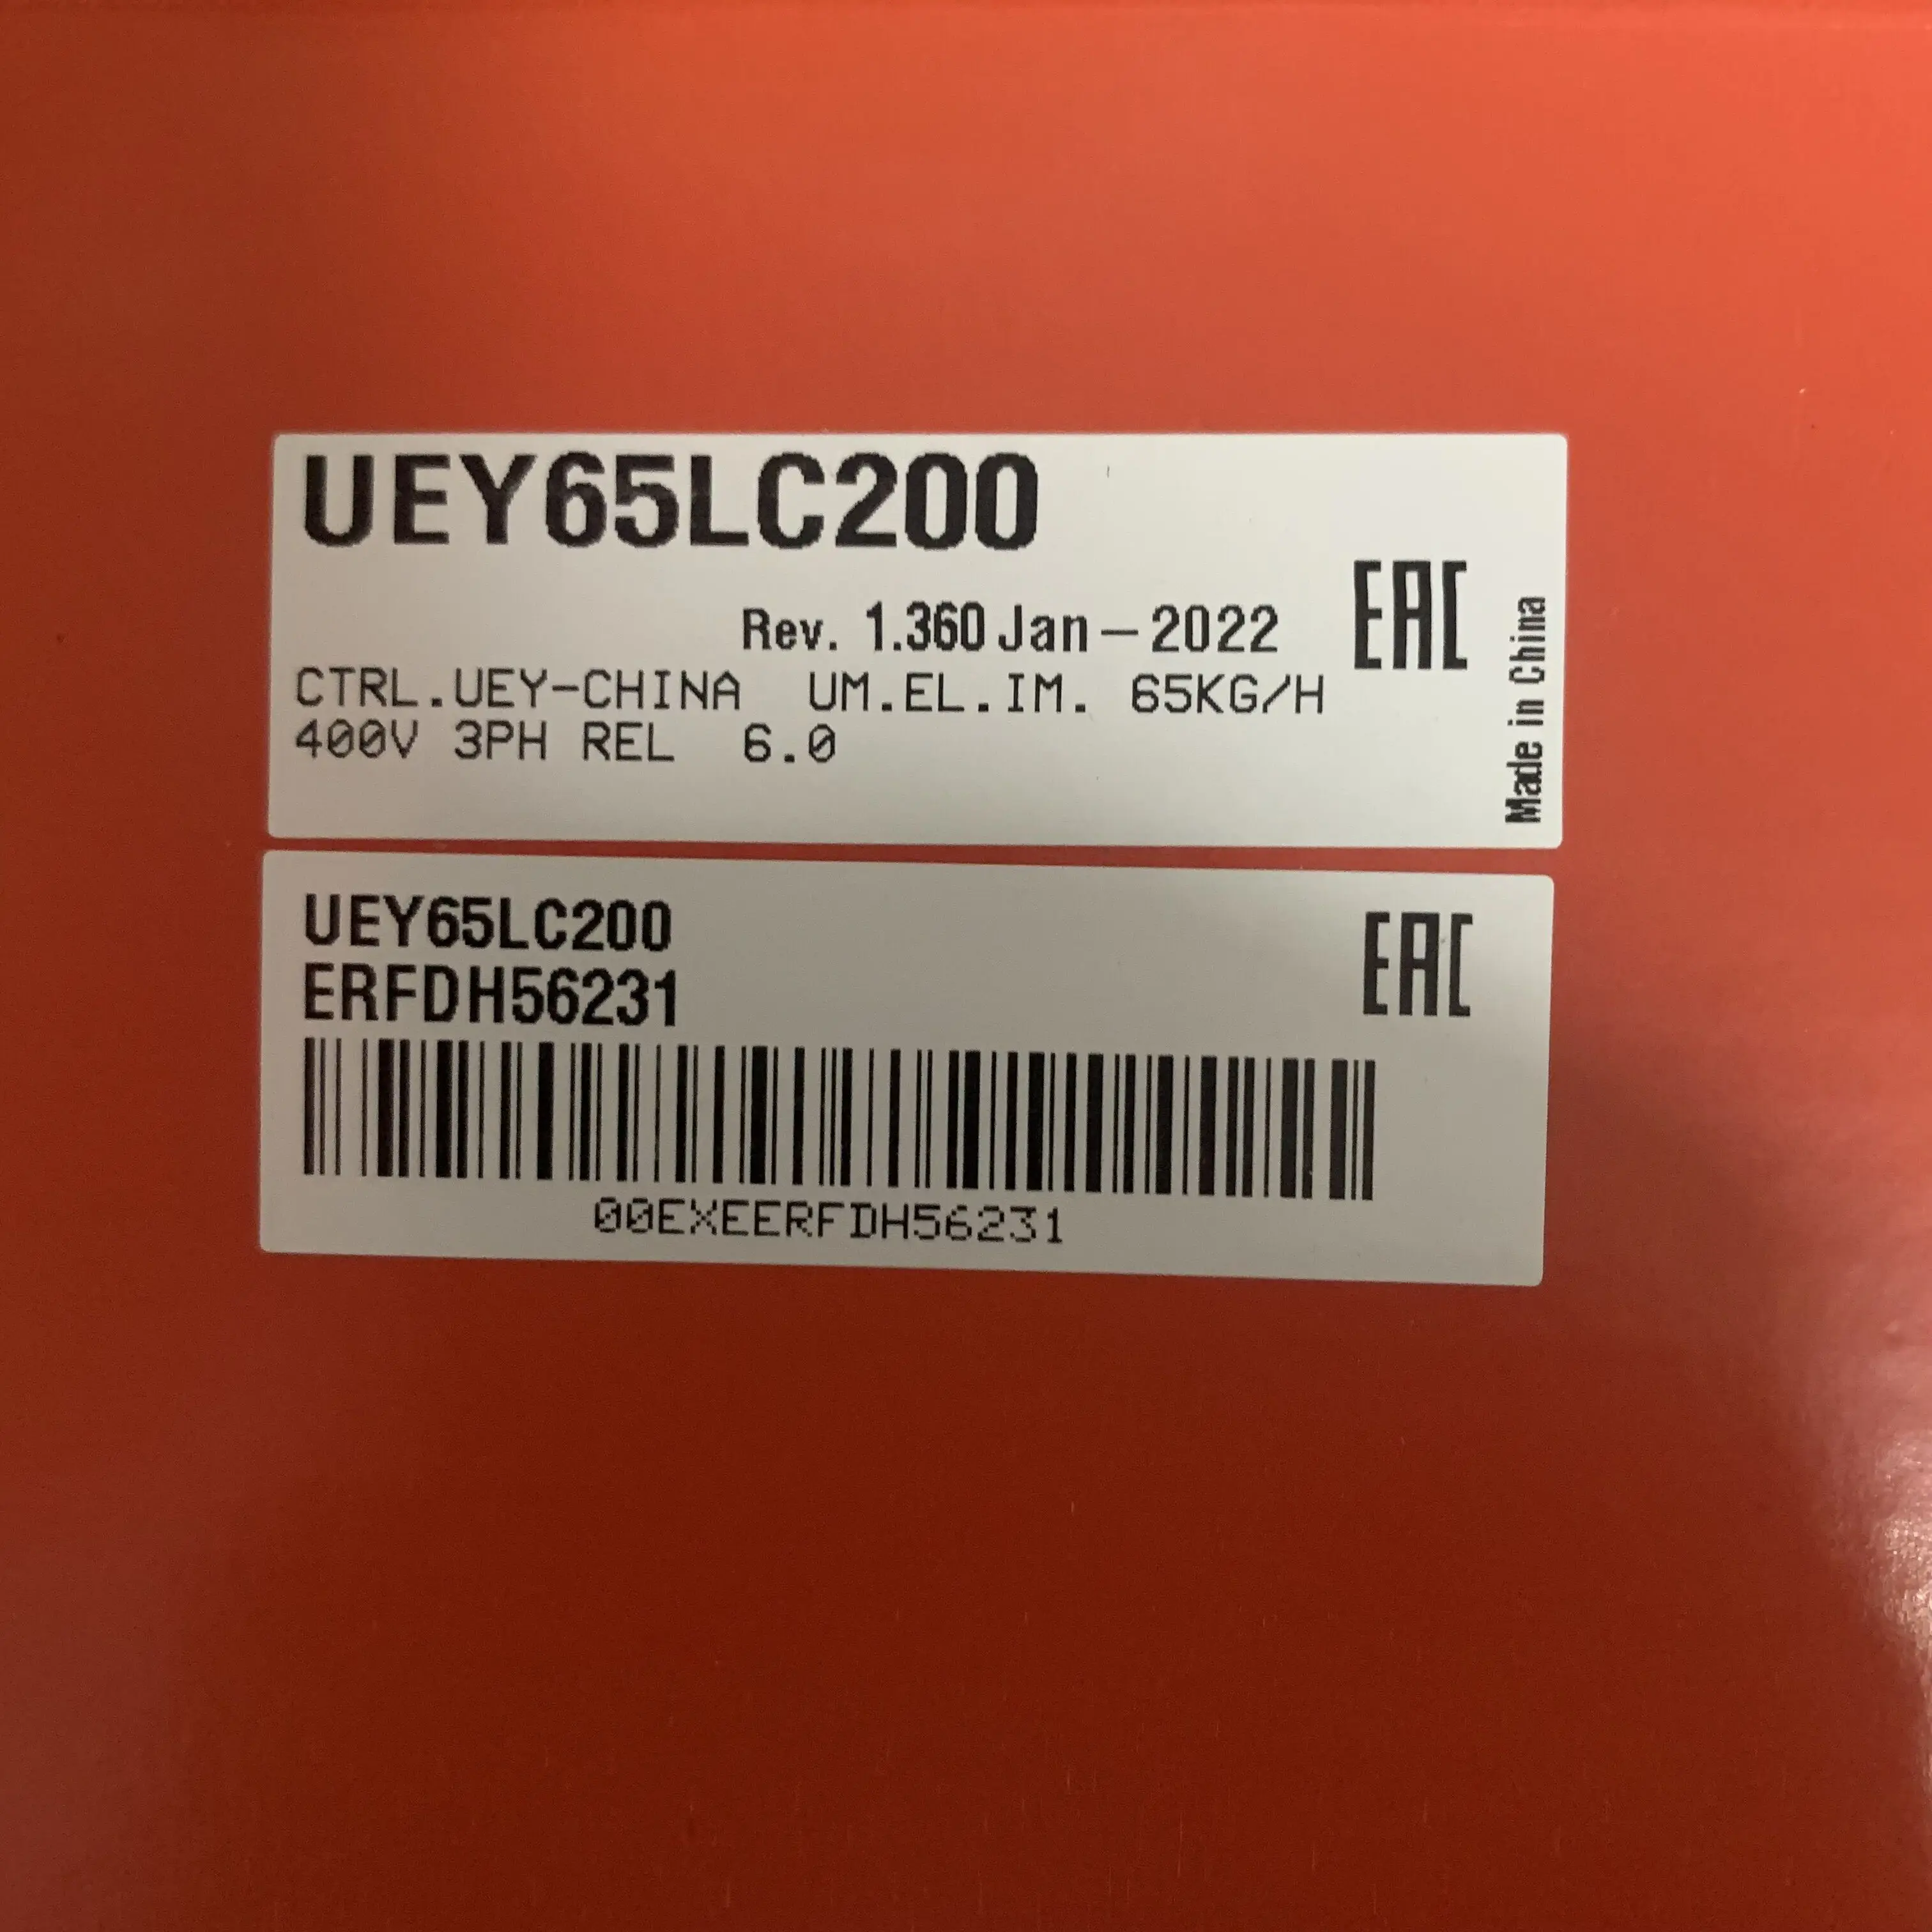 UEY65LC200
Rev. 1.360 Jan-2022
EAC
CTRL.UEY-CHINA UM.EL.IM. 65KG/H
400V 3PH REL 6.0
Made in China
UEY65LC200
EAC
ERFDH56231
00EXEERFDH56231